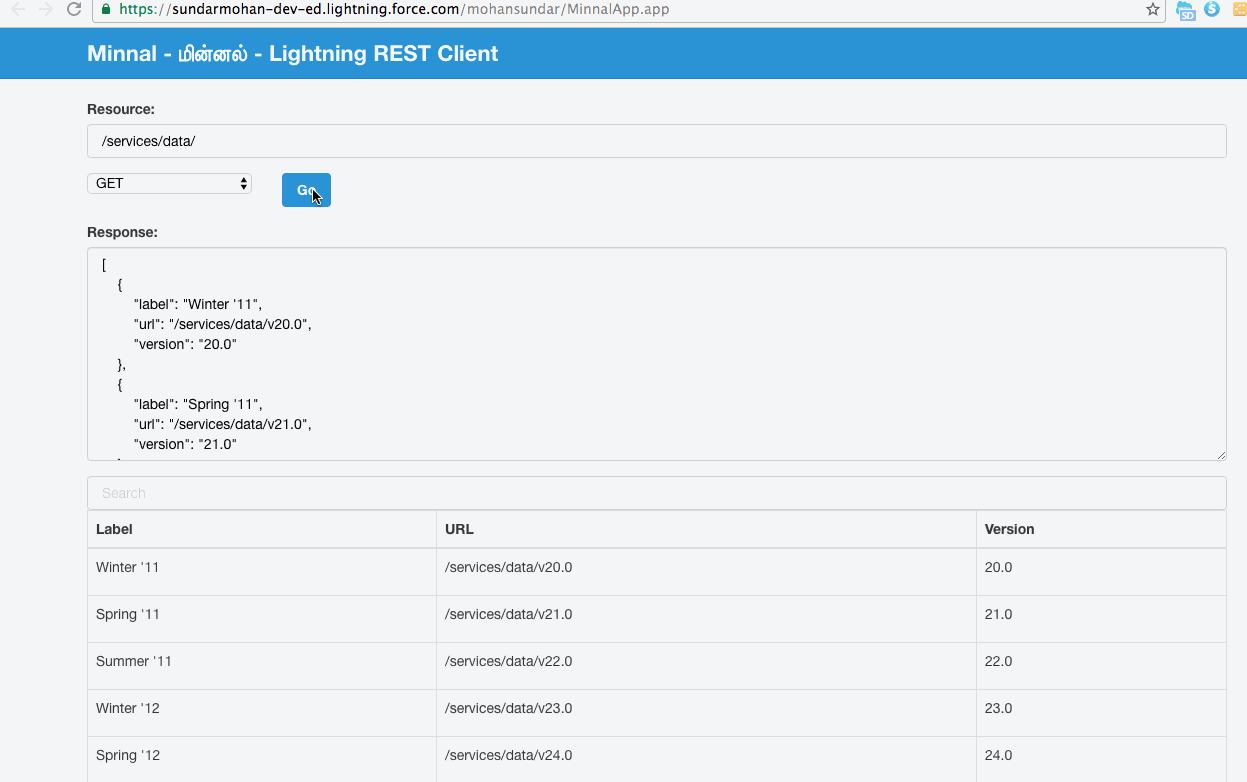 https://sundarmohan-dev-ed.lightning.force.com/mohansundar/MinnalApp.app
SD
Minnal - மின்னல் - Lightning REST Client
Resource:
/services/data/
GET
Go
Response:
[
{
"label": "Winter '11",
"url": "/services/data/v20.0",
"version": "20.0"
},
{
"label": "Spring '11",
"url": "/services/data/v21.0",
"version": "21.0"
Search
Label URL Version
Winter '11 /services/data/v20.0 20.0
Spring '11 /services/data/v21.0 21.0
Summer '11 /services/data/v22.0 22.0
Winter '12 /services/data/v23.0 23.0
Spring '12 /services/data/v24.0 24.0